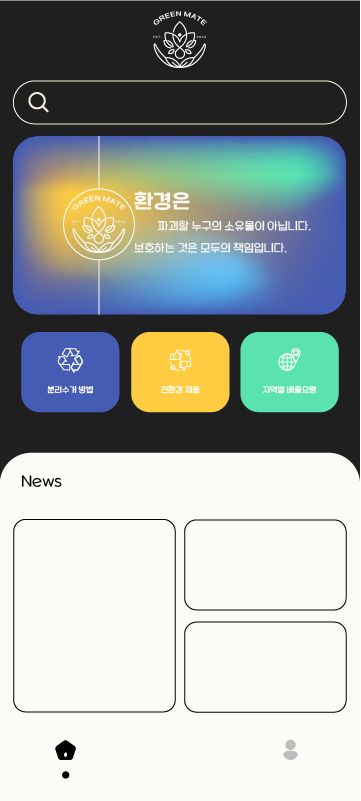 GREEN MATE
EST. 2023
GREEN MATE
환경은
파괴할 누구의 소유물이 아닙니다.
보호하는 것은 모두의 책임입니다.
분리수거 방법
친환경 제품
지역별 배출요령
News